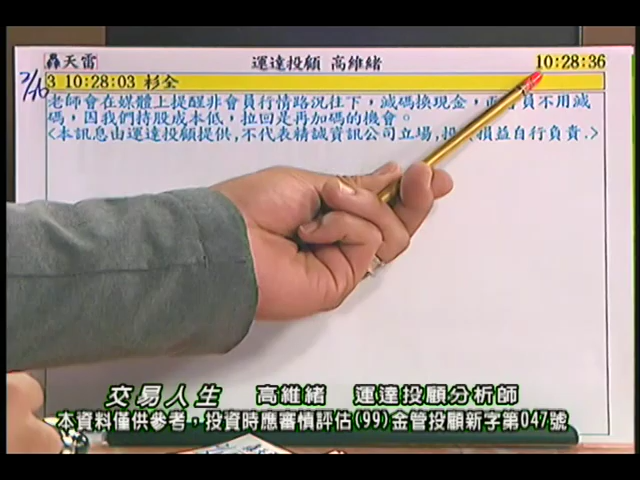 轟天雷 運達投顧 高維緒 10:28:36
3 10:28:03 杉全
老師會在媒體上提醒非會員行情路況往下，減碼換現金，而會員不用減
碼，因我們持股成本低，拉回是再加碼的機會。
<本訊息由運達投顧提供,不代表精誠資訊公司立場,投資損益自行負責.>
交易人生 高維緒 運達投顧分析師
本資料僅供參考，投資時應審慎評估(99)金管投顧新字第047號